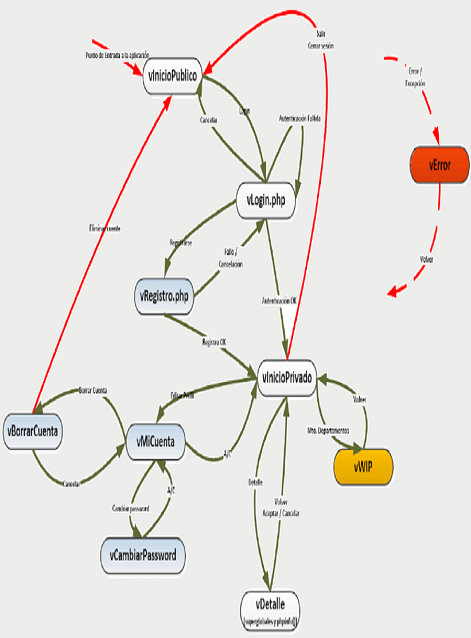 Salir
Cerrar sesión
Punto de Entrada a la aplicación
vInicioPublico
Error /
Excepción
Login
Cancelar
Autenticación Fallida
vError
vLogin.php
Registrarse
Fallo /
Cancelación
Eliminar cuenta
Volver
vRegistro.php
Autenticación OK
Registro OK
vInicioPrivado
Editar Perfil
Borrar Cuenta
Volver
vBorrarCuenta
vMiCuenta
Mto. Departamentos
A/C
vWIP
Cancelar
Detalle
A/C
Volver
Aceptar / Cancelar
Cambiar password
vCambiarPassword
vDetalle
(superglobales y phpinfo())